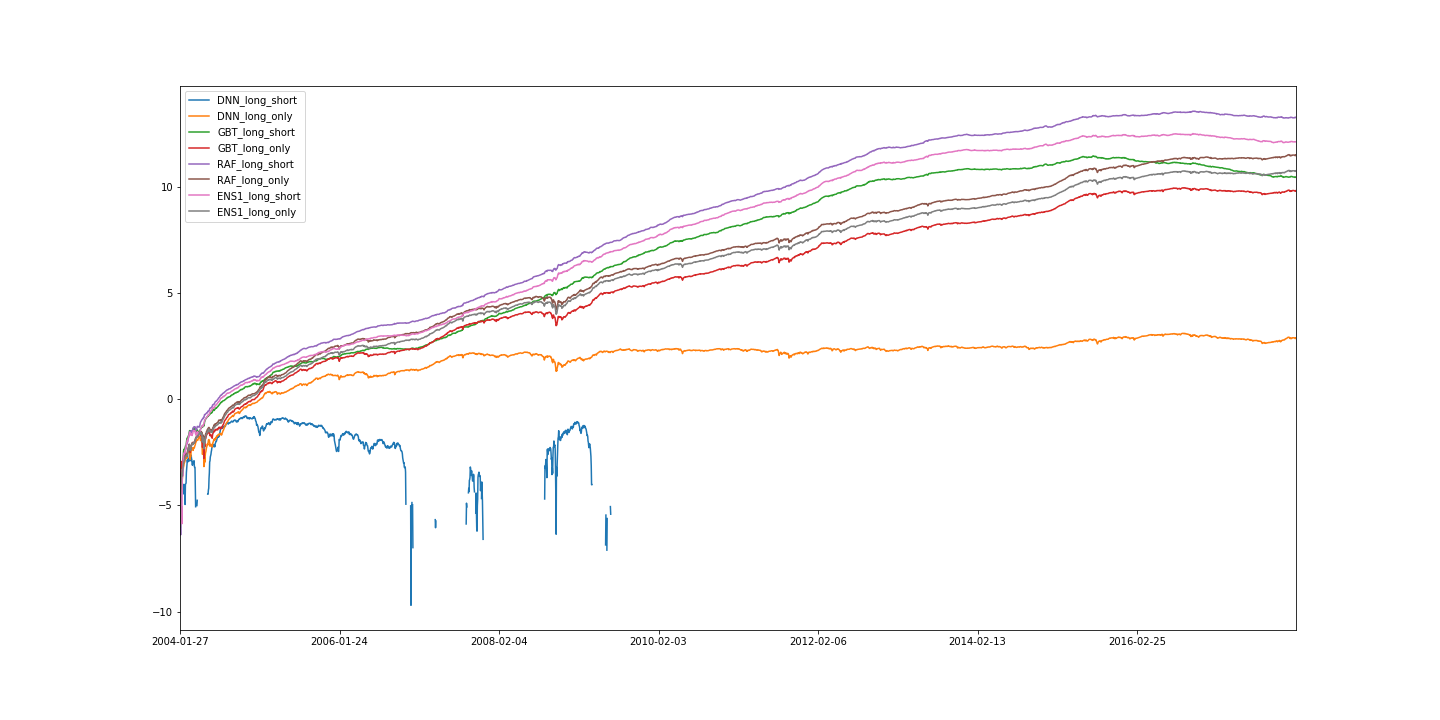 DNN_long_short
DNN_long_only
GBT_long_short
GBT_long_only
RAF_long_short
RAF_long_only
ENS1_long_short
ENS1_long_only
10
5
0
−5
−10
2004-01-27 2006-01-24 2008-02-04 2010-02-03 2012-02-06 2014-02-13 2016-02-25